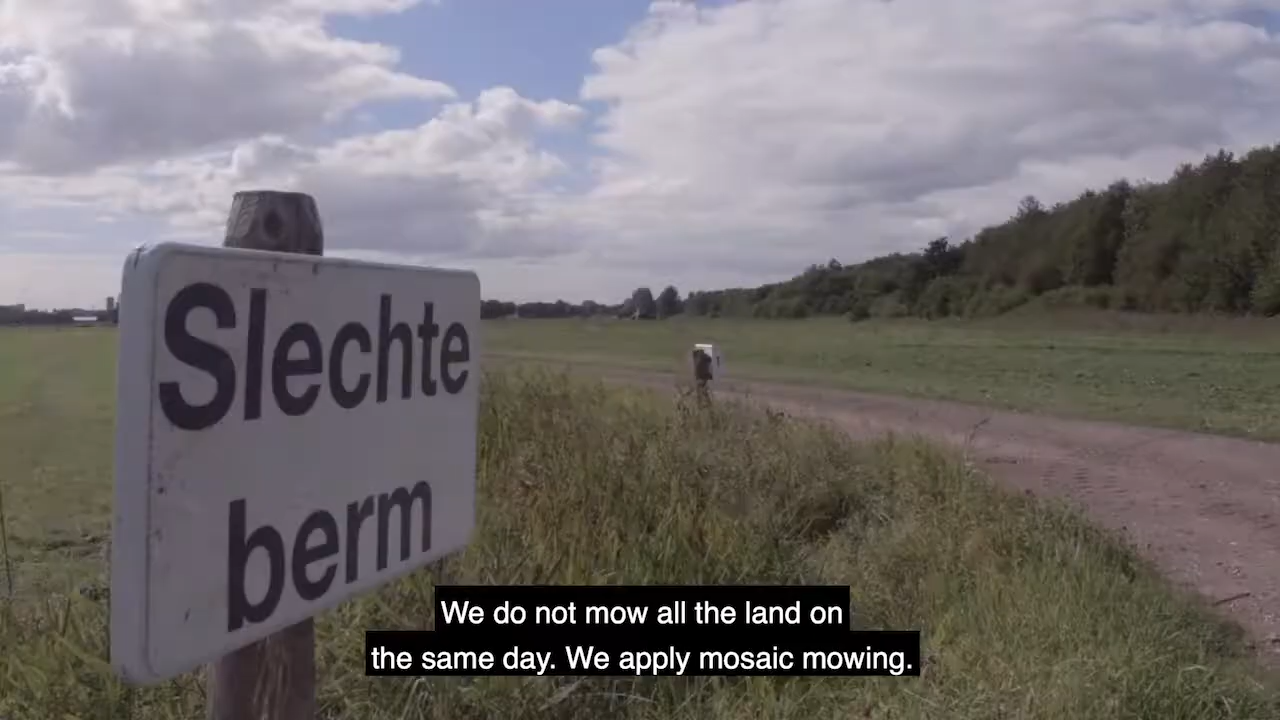 Slechte
berm
We do not mow all the land on
the same day. We apply mosaic mowing.